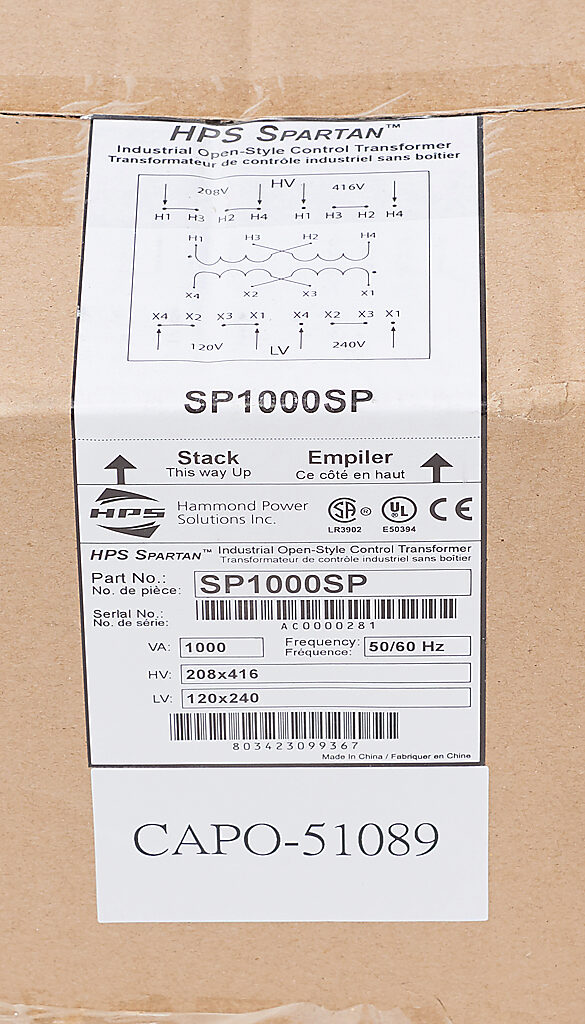 HPS SPARTAN™
Industrial Open-Style Control Transformer
Transformateur de contrôle industriel sans boîtier
208V HV 416V
H1 H3 H2 H4 H1 H3 H2 H4
H1 H3 H2 H4
X4 X2 X3 X1
X4 X2 X3 X1 X4 X2 X3 X1
120V LV 240V
SP1000SP
Stack Empiler
This way Up Ce côté en haut
HPS Hammond Power
Solutions Inc.
SA ® UL CE
LR3902 E50394
HPS SPARTAN™ Industrial Open-Style Control Transformer
Transformateur de contrôle industriel sans boîtier
Part No.: SP1000SP
No. de pièce:
Serial No.:
No. de série: AC0000281
VA: 1000 Frequency: 50/60 Hz
Fréquence:
HV: 208x416
LV: 120x240
803423099367
Made in China / Fabriquer en Chine
CAPO-51089